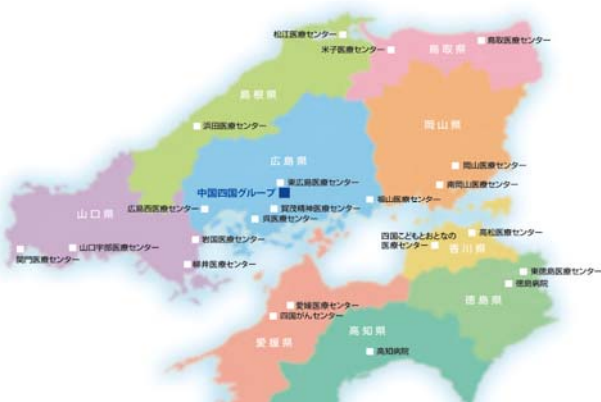 松江医療センター
米子医療センター
鳥取医療センター
鳥取県
島根県
浜田医療センター
岡山県
広島県
岡山医療センター
東広島医療センター
南岡山医療センター
中国四国グループ
福山医療センター
広島西医療センター
賀茂精神医療センター
山口県
呉医療センター
高松医療センター
四国こどもとおとなの
医療センター
香川県
岩国医療センター
山口宇部医療センター
関門医療センター
柳井医療センター
東徳島医療センター
徳島病院
徳島県
愛媛医療センター
四国がんセンター
高知県
愛媛県
高知病院